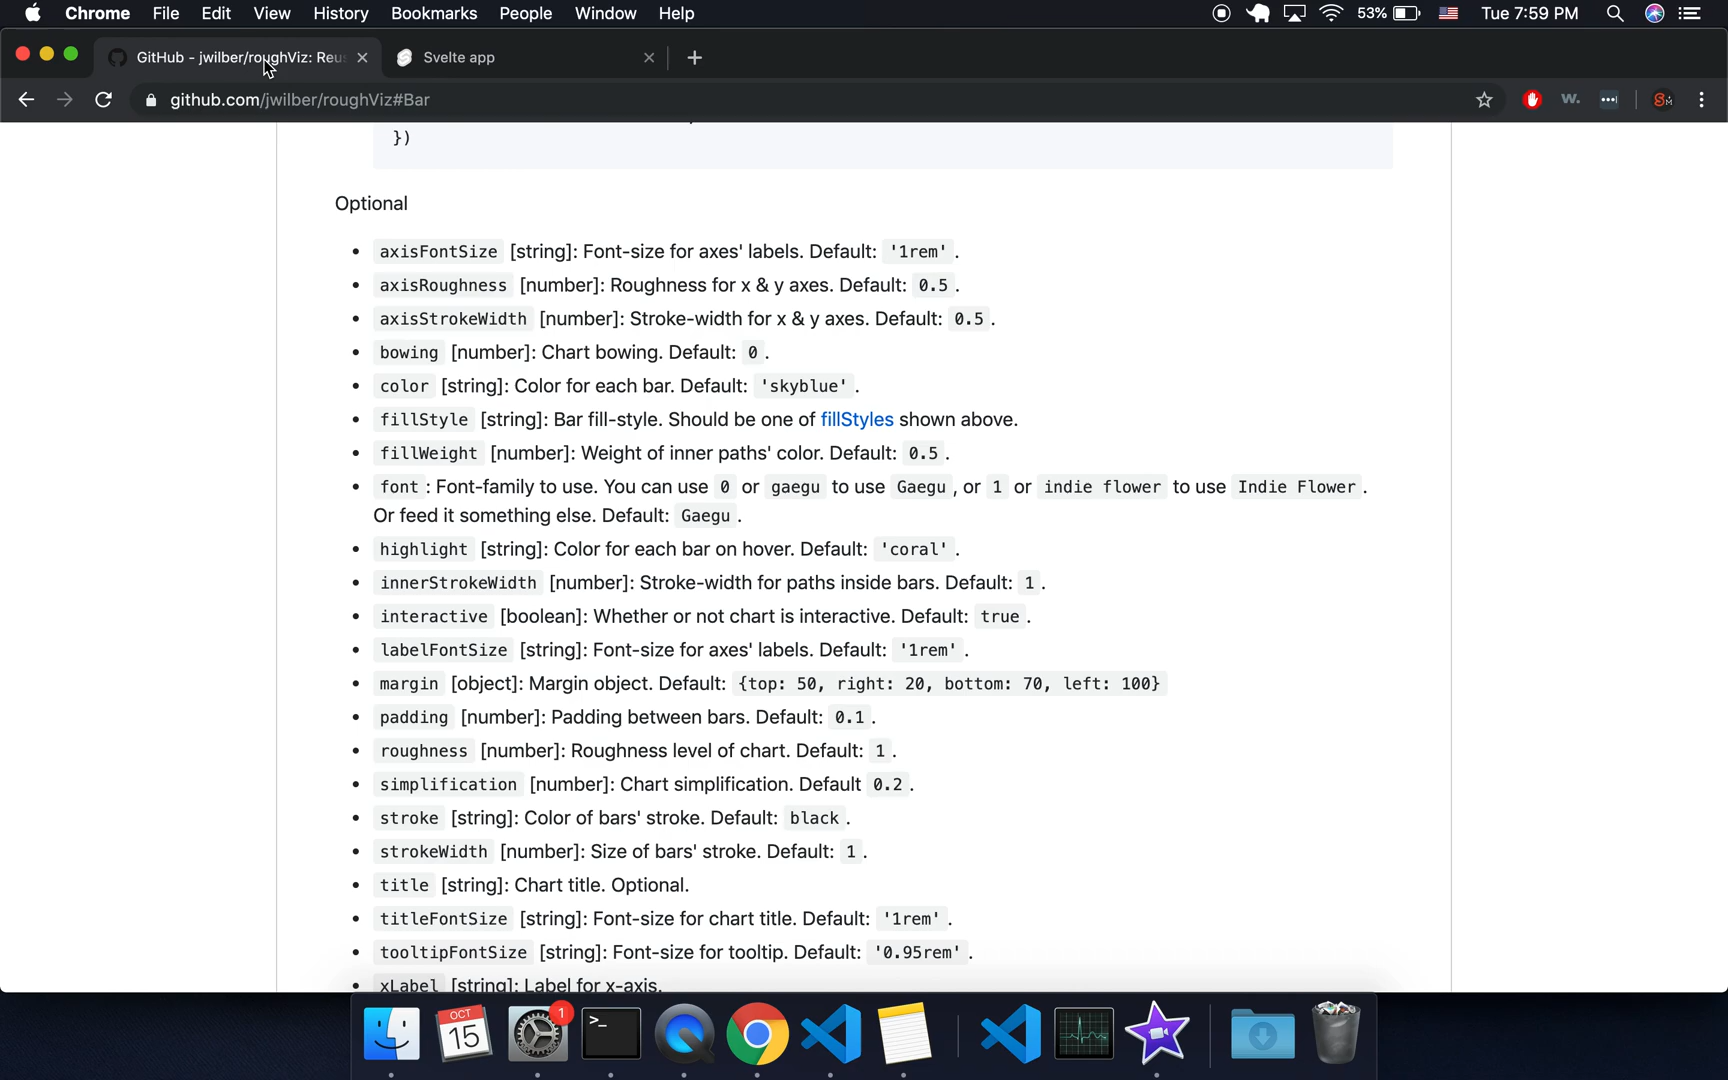 Chrome File Edit View History Bookmarks People Window Help 53% Tue 7:59 PM
GitHub - jwilber/roughViz: Reus
Svelte app
github.com/jwilber/roughViz#Bar
W.
})
Optional
axisFontSize [string]: Font-size for axes' labels. Default: '1rem'.
axisRoughness [number]: Roughness for x & y axes. Default: 0.5.
axisStrokeWidth [number]: Stroke-width for x & y axes. Default: 0.5.
bowing [number]: Chart bowing. Default: 0.
color [string]: Color for each bar. Default: 'skyblue'.
fillStyle [string]: Bar fill-style. Should be one of fillStyles shown above.
fillWeight [number]: Weight of inner paths' color. Default: 0.5.
font: Font-family to use. You can use 0 or gaegu to use Gaegu, or 1 or indie flower to use Indie Flower.
Or feed it something else. Default: Gaegu.
highlight [string]: Color for each bar on hover. Default: 'coral'.
innerStrokeWidth [number]: Stroke-width for paths inside bars. Default: 1.
interactive [boolean]: Whether or not chart is interactive. Default: true.
labelFontSize [string]: Font-size for axes' labels. Default: '1rem'.
margin [object]: Margin object. Default: {top: 50, right: 20, bottom: 70, left: 100}
padding [number]: Padding between bars. Default: 0.1.
roughness [number]: Roughness level of chart. Default: 1.
simplification [number]: Chart simplification. Default 0.2.
stroke [string]: Color of bars' stroke. Default: black.
strokeWidth [number]: Size of bars' stroke. Default: 1.
title [string]: Chart title. Optional.
titleFontSize [string]: Font-size for chart title. Default: '1rem'.
tooltipFontSize [string]: Font-size for tooltip. Default: '0.95rem'.
xLabel [string]: Label for x-axis.
OCT
15
1
>_